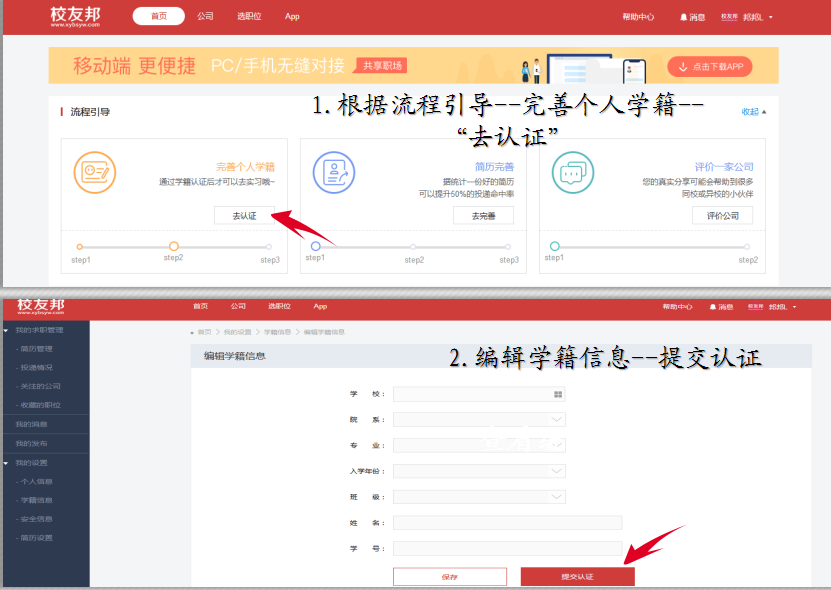 校友邦
www.xybsyw.com
首页 公司 选职位 App 帮助中心 消息 校友邦 邦邦L
移动端 更便捷 PC/手机无缝对接 共享职场 点击下载APP
流程引导
收起
1.根据流程引导--完善个人学籍--
“去认证”
完善个人学籍
通过学籍认证后才可以去实习哦~
去认证
step1 step2 step3
简历完善
据统计一份好的简历
可以提升50%的投递命中率
去完善
step1 step2 step3
评价一家公司
您的真实分享可能会帮助到很多
同校或异校的小伙伴
评价公司
step1 step2
校友邦
www.xybsyw.com
首页 公司 选职位 App 帮助中心 消息 校友邦 邦邦L
我的求职管理
- 简历管理
- 投递情况
- 关注的公司
- 收藏的职位
我的消息
我的发布
我的设置
- 个人信息
- 学籍信息
- 安全信息
- 简历设置
首页 > 我的设置 > 学籍信息 > 编辑学籍信息
编辑学籍信息
2.编辑学籍信息--提交认证
学 校：
院 系：
专 业：
入学年份：
班 级：
姓 名：
学 号：
保存 提交认证